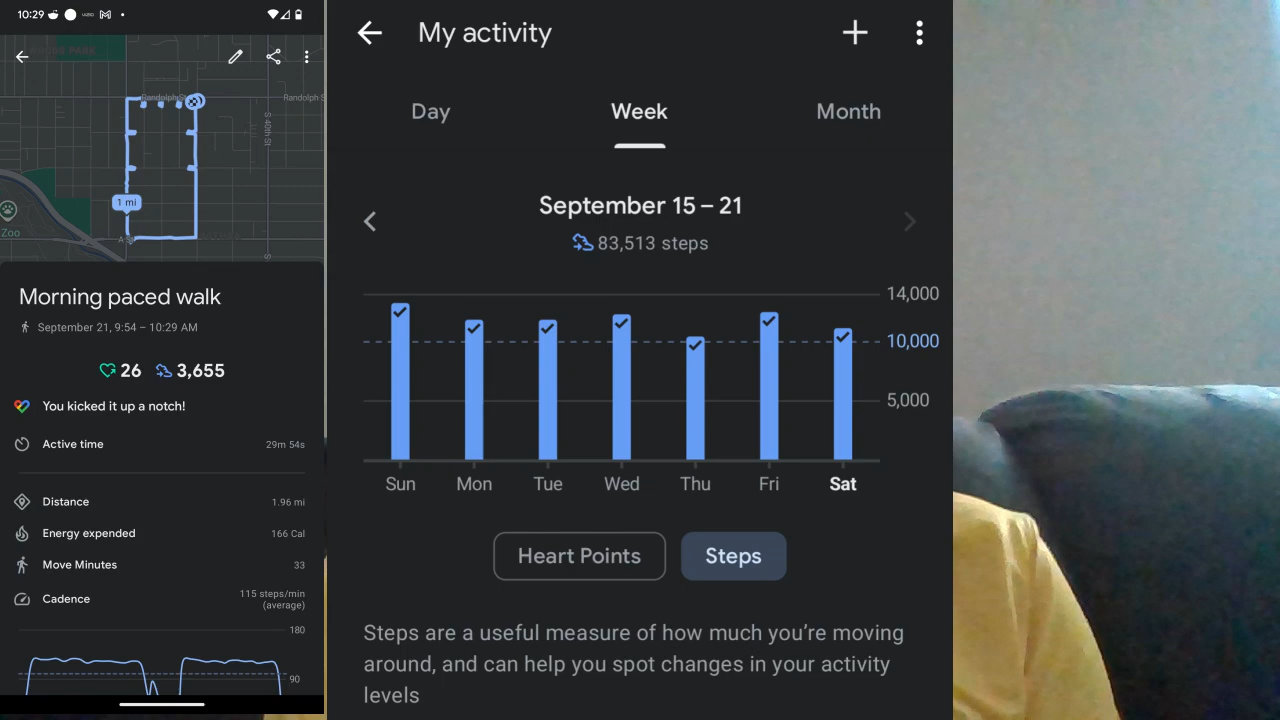 10:29
Randolph St
Randolph S
S 40th St
S
1 mi
A St
Zoo
Morning paced walk
September 21, 9:54 – 10:29 AM
26 3,655
You kicked it up a notch!
Active time 29m 54s
Distance 1.96 mi
Energy expended 166 Cal
Move Minutes 33
Cadence 115 steps/min
(average)
180
90
My activity
Day Week Month
September 15 – 21
83,513 steps
14,000
10,000
5,000
Sun Mon Tue Wed Thu Fri Sat
Heart Points Steps
Steps are a useful measure of how much you’re moving
around, and can help you spot changes in your activity
levels